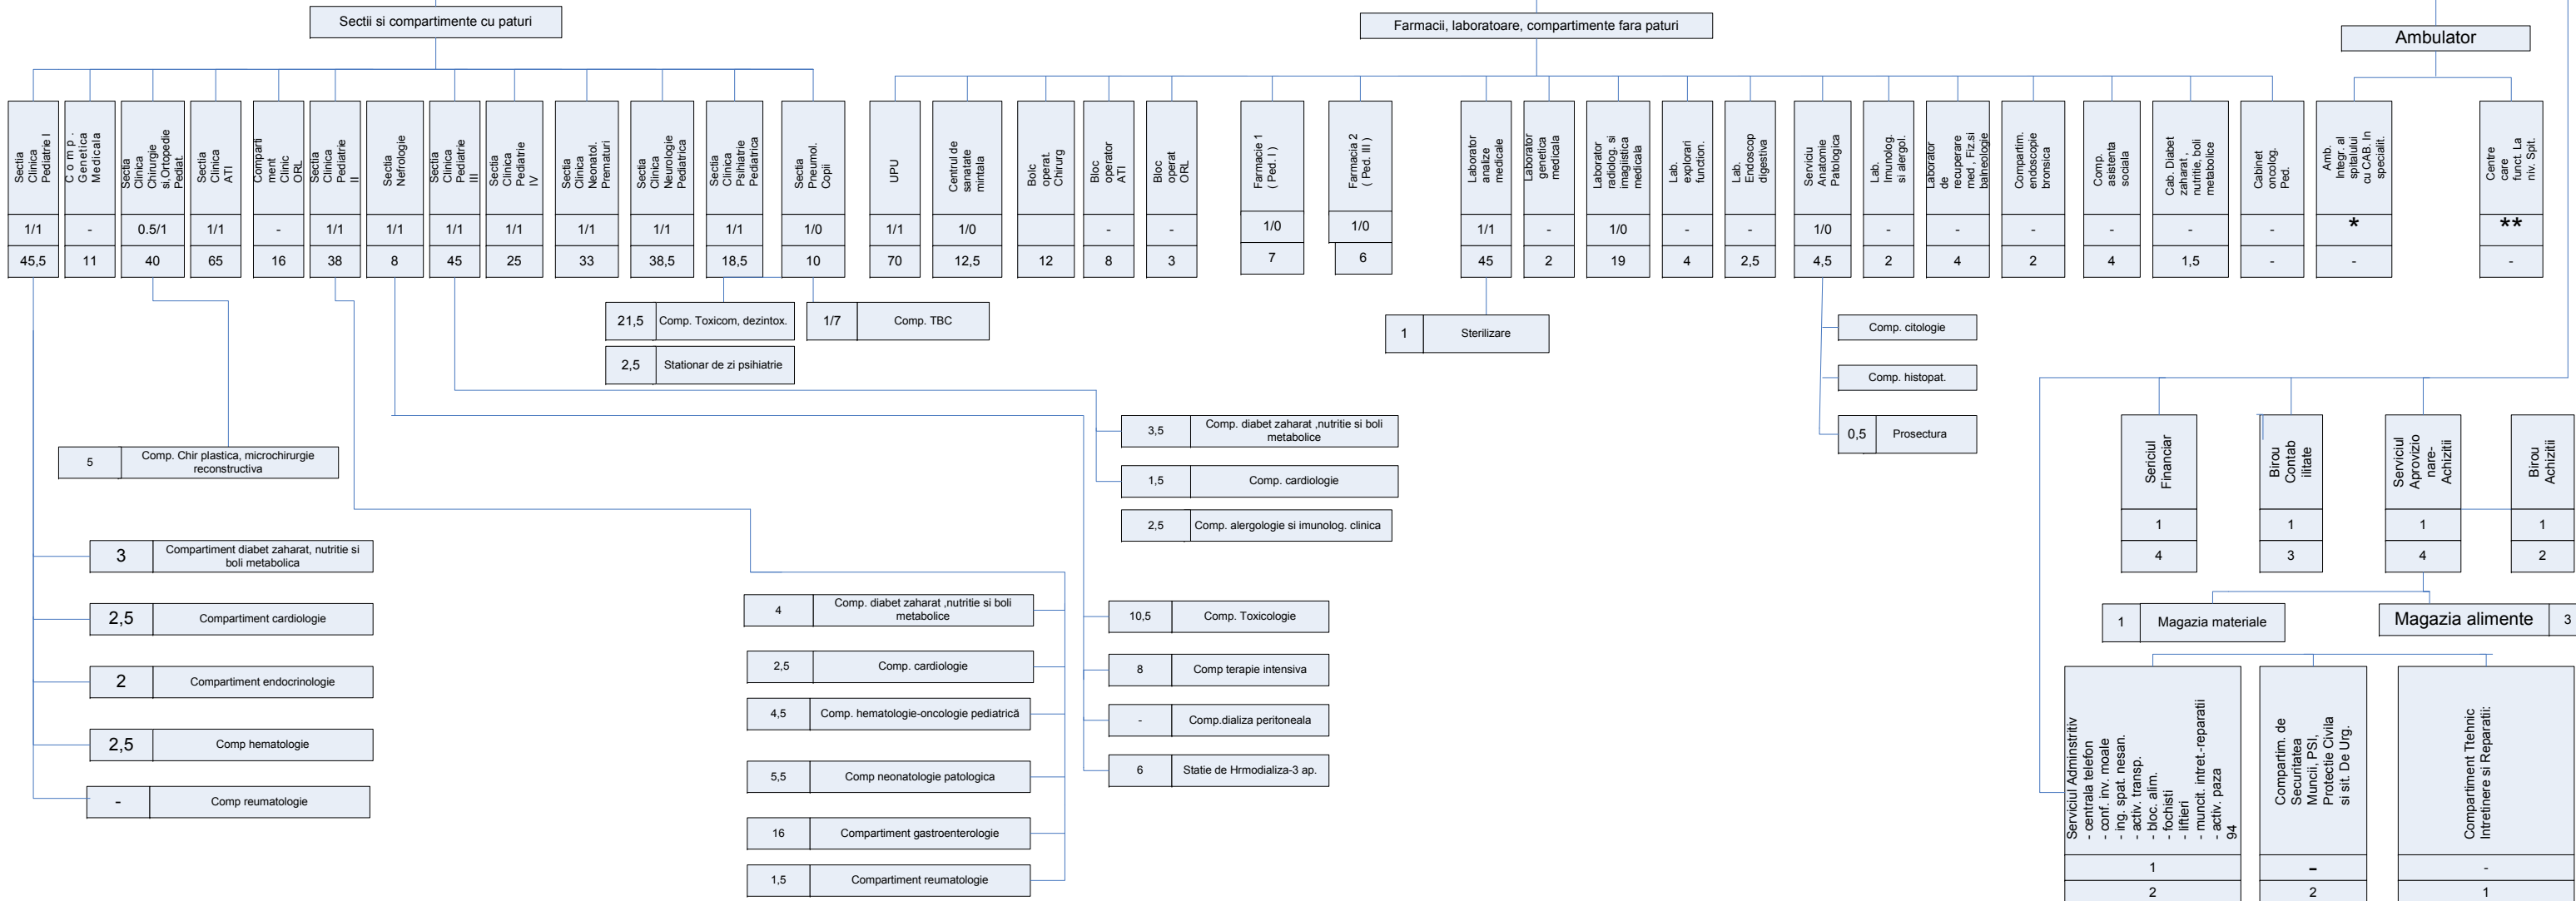 Sectii si compartimente cu paturi
Farmacii, laboratoare, compartimente fara paturi
Ambulator
Sectia
Clinica
Pediatrie I
1/1
45,5
C o m p .
Genetica
Medicala
-
11
Sectia
Clinica
Chirurgie
si,Ortopedie
Pediat.
0.5/1
40
Sectia
Clinica
ATI
1/1
65
Comparti
ment
Clinic
ORL
-
16
Sectia
Clinica
Pediatrie
II
1/1
38
Sectia
Nefrologie
1/1
8
Sectia
Clinica
Pediatrie
III
1/1
45
Sectia
Clinica
Pediatrie
IV
1/1
25
Sectia
Clinica
Neonatol.
Prematuri
1/1
33
Sectia
Clinica
Neurologie
Pediatrica
1/1
38,5
Sectia
Clinica
Psihiatrie
Pediatrica
1/1
18,5
Sectia
Pneumol.
Copii
1/0
10
UPU
1/1
70
Centrul de
sanatate
mintala
1/0
12,5
Bolc
operat.
Chirurg
12
Bloc
operator
ATI
-
8
Bloc
operat
ORL
-
3
Farmacie 1
( Ped. I )
1/0
7
Farmacia 2
( Ped. III )
1/0
6
Laborator
analize
medicale
1/1
45
Laborator
genetica
medicala
-
2
Laborator
radiolog. si
imagiistica
medicala
1/0
19
Lab.
explorari
function.
-
4
Lab.
Endoscop
digestiva
-
2,5
Serviciu
Anatomie
Patologica
1/0
4,5
Lab.
Imunolog.
si alergol.
-
2
Laborator
de
recuperare
med , Fiz.si
balneologie
-
4
Compartim.
endoscopie
bronsica
-
2
Comp.
asistenta
sociala
-
4
Cab. Diabet
zaharat ,
nutritie, boli
metabolice
-
1,5
Cabinet
oncolog.
Ped.
-
-
Amb.
Integr. al
spitalului
cu CAB. In
specialit.
*
-
Centre
care
funct. La
niv. Spit.
**
-
21,5 Comp. Toxicom, dezintox.
2,5 Stationar de zi psihiatrie
1/7 Comp. TBC
1 Sterilizare
Comp. citologie
Comp. histopat.
0,5 Prosectura
5 Comp. Chir plastica, microchirurgie
reconstructiva
3,5 Comp. diabet zaharat ,nutritie si boli
metabolice
1,5 Comp. cardiologie
2,5 Comp. alergologie si imunolog. clinica
3 Compartiment diabet zaharat, nutritie si
boli metabolica
2,5 Compartiment cardiologie
2 Compartiment endocrinologie
2,5 Comp hematologie
- Comp reumatologie
4 Comp. diabet zaharat ,nutritie si boli
metabolice
2,5 Comp. cardiologie
4,5 Comp. hematologie-oncologie pediatrică
5,5 Comp neonatologie patologica
16 Compartiment gastroenterologie
1,5 Compartiment reumatologie
10,5 Comp. Toxicologie
8 Comp terapie intensiva
- Comp.dializa peritoneala
6 Statie de Hrmodializa-3 ap.
Sericiul
Financiar
1
4
Birou
Contab
ilitate
1
3
Serviciul
Aprovizio
nare-
Achizitii
1
4
Birou
Achizitii
1
2
1 Magazia materiale
Magazia alimente 3
Serviciul Adminstritiv
- centrala telefon
- conf. inv. moale
- ing. spat. nesan.
- activ. transp.
- bloc. alim.
- fochisti
- liftieri
- muncit. intret.-reparatii
- activ. paza
94
1
2
Compartim. de
Securitatea
Muncii, PSI,
Protectie Civila
si sit. De Urg.
-
2
Compartiment Ttehnic
Intretinere si Reparatii:
-
1